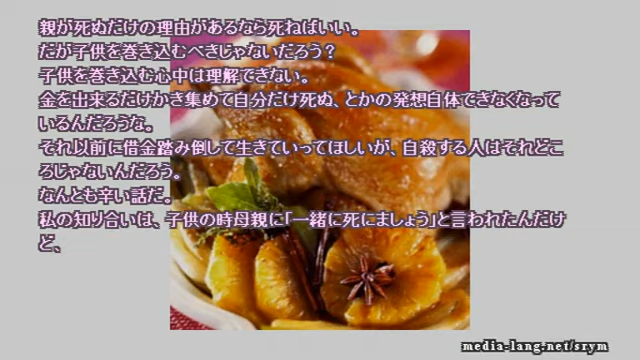 親が死ぬだけの理由があるなら死ねばいい。
だが子供を巻き込むべきじゃないだろう？
子供を巻き込む心中は理解できない。
金を出来るだけかき集めて自分だけ死ぬ、とかの発想自体できなくなって
いるんだろうな。
それ以前に借金踏み倒して生きていってほしいが、自殺する人はそれどこ
ろじゃないんだろう。
なんとも辛い話だ。
私の知り合いは、子供の時母親に「一緒に死にましょう」と言われたんだけ
ど、
media-lang.net/srym